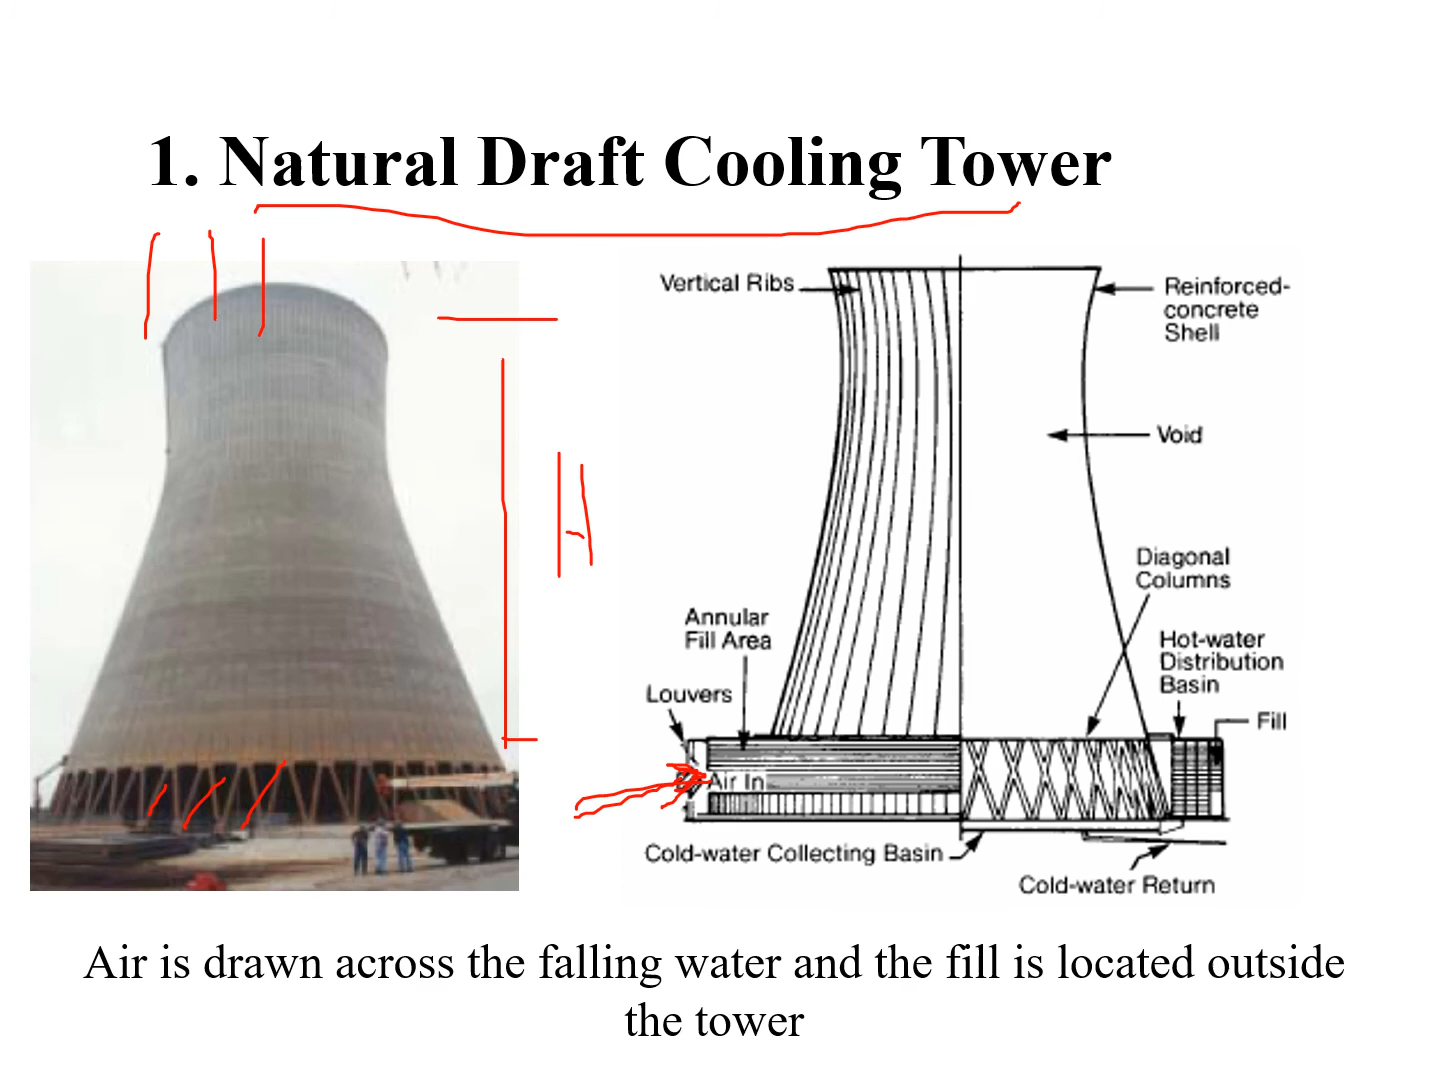 1. Natural Draft Cooling Tower
Vertical Ribs
Reinforced-
concrete
Shell
H
Void
Diagonal
Columns
Annular
Fill Area
Hot-water
Distribution
Basin
Louvers
Fill
Air In
Cold-water Collecting Basin
Cold-water Return
Air is drawn across the falling water and the fill is located outside
the tower